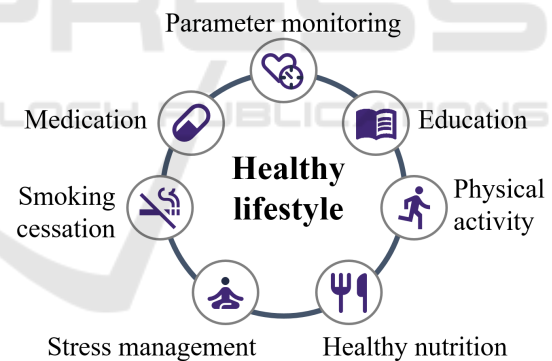 Parameter monitoring
Medication
Education
Healthy
lifestyle
Smoking
cessation
Physical
activity
Stress management
Healthy nutrition